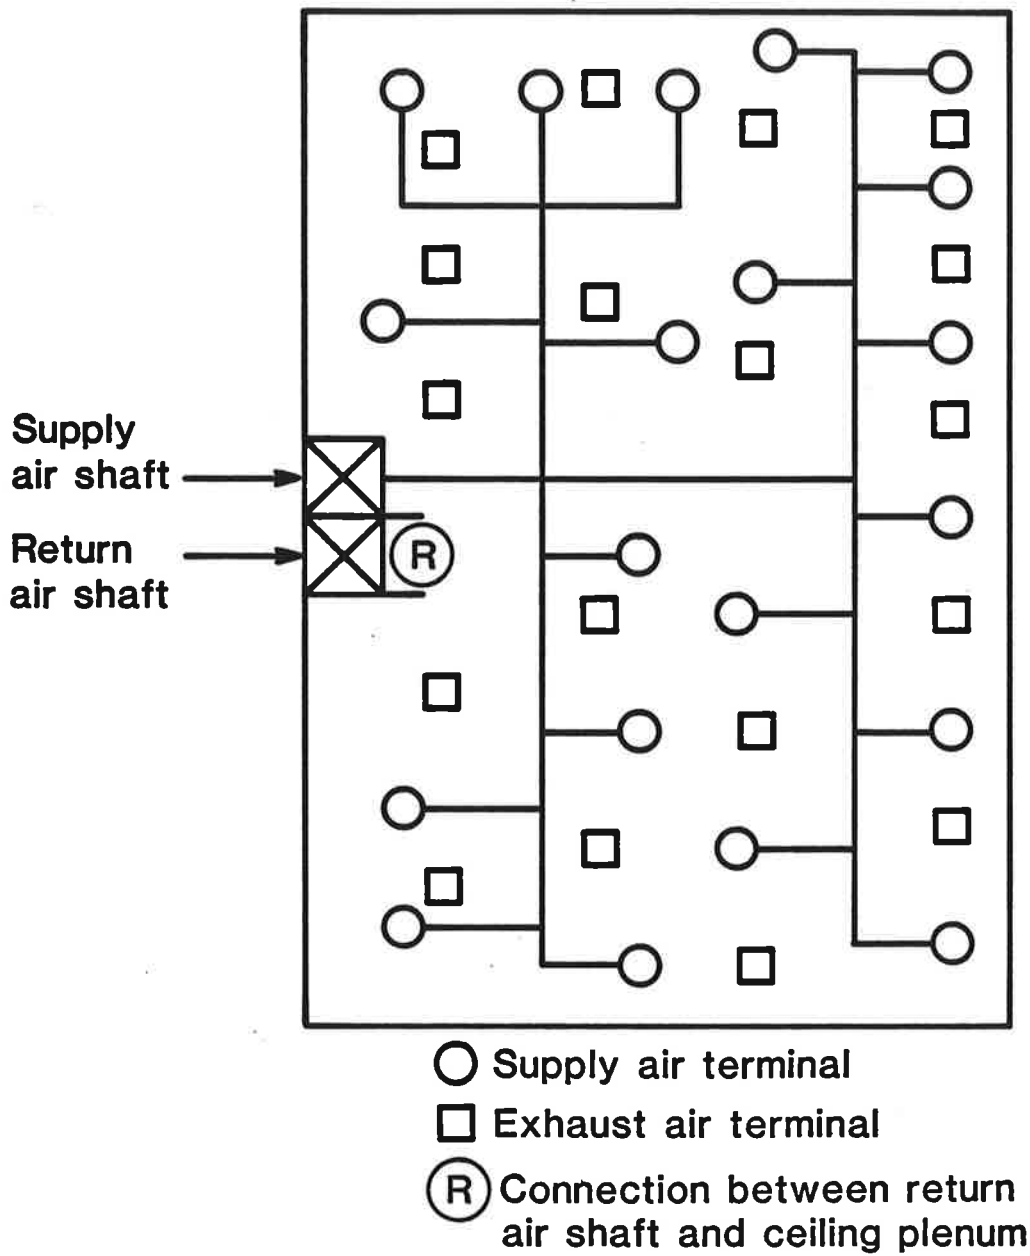 Supply
air shaft
Return
air shaft
R
Supply air terminal
Exhaust air terminal
R Connection between return
air shaft and ceiling plenum